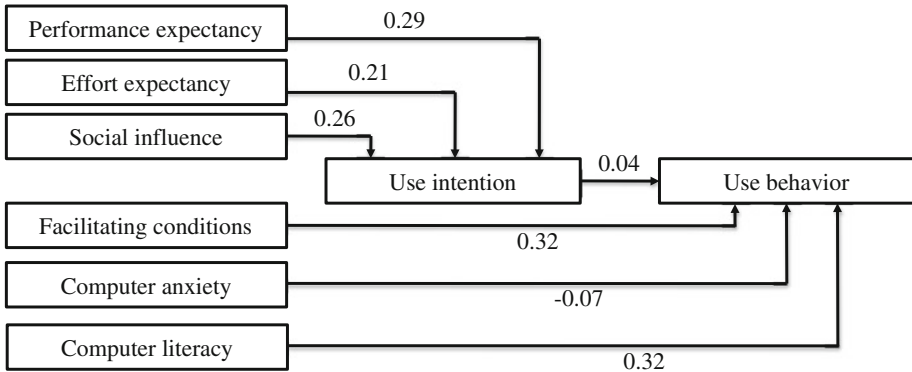 Performance expectancy
0.29
Effort expectancy
0.21
Social influence
0.26
Use intention
0.04
Use behavior
Facilitating conditions
0.32
Computer anxiety
-0.07
Computer literacy
0.32